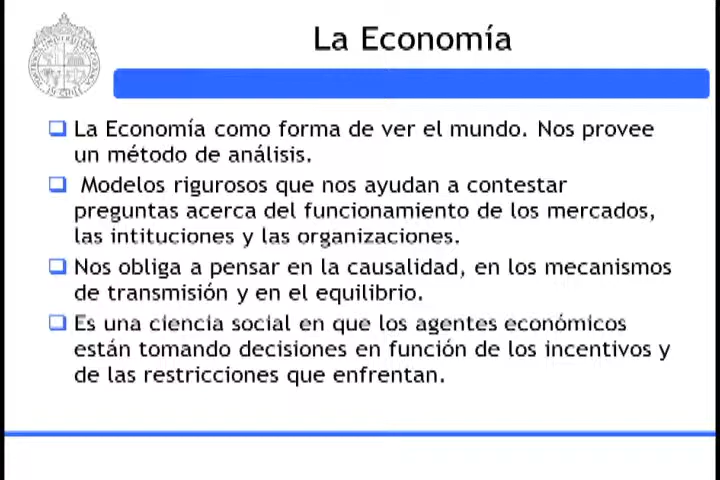 La Economía
La Economía como forma de ver el mundo. Nos provee
un método de análisis.
Modelos rigurosos que nos ayudan a contestar
preguntas acerca del funcionamiento de los mercados,
las intituciones y las organizaciones.
Nos obliga a pensar en la causalidad, en los mecanismos
de transmisión y en el equilibrio.
Es una ciencia social en que los agentes económicos
están tomando decisiones en función de los incentivos y
de las restricciones que enfrentan.